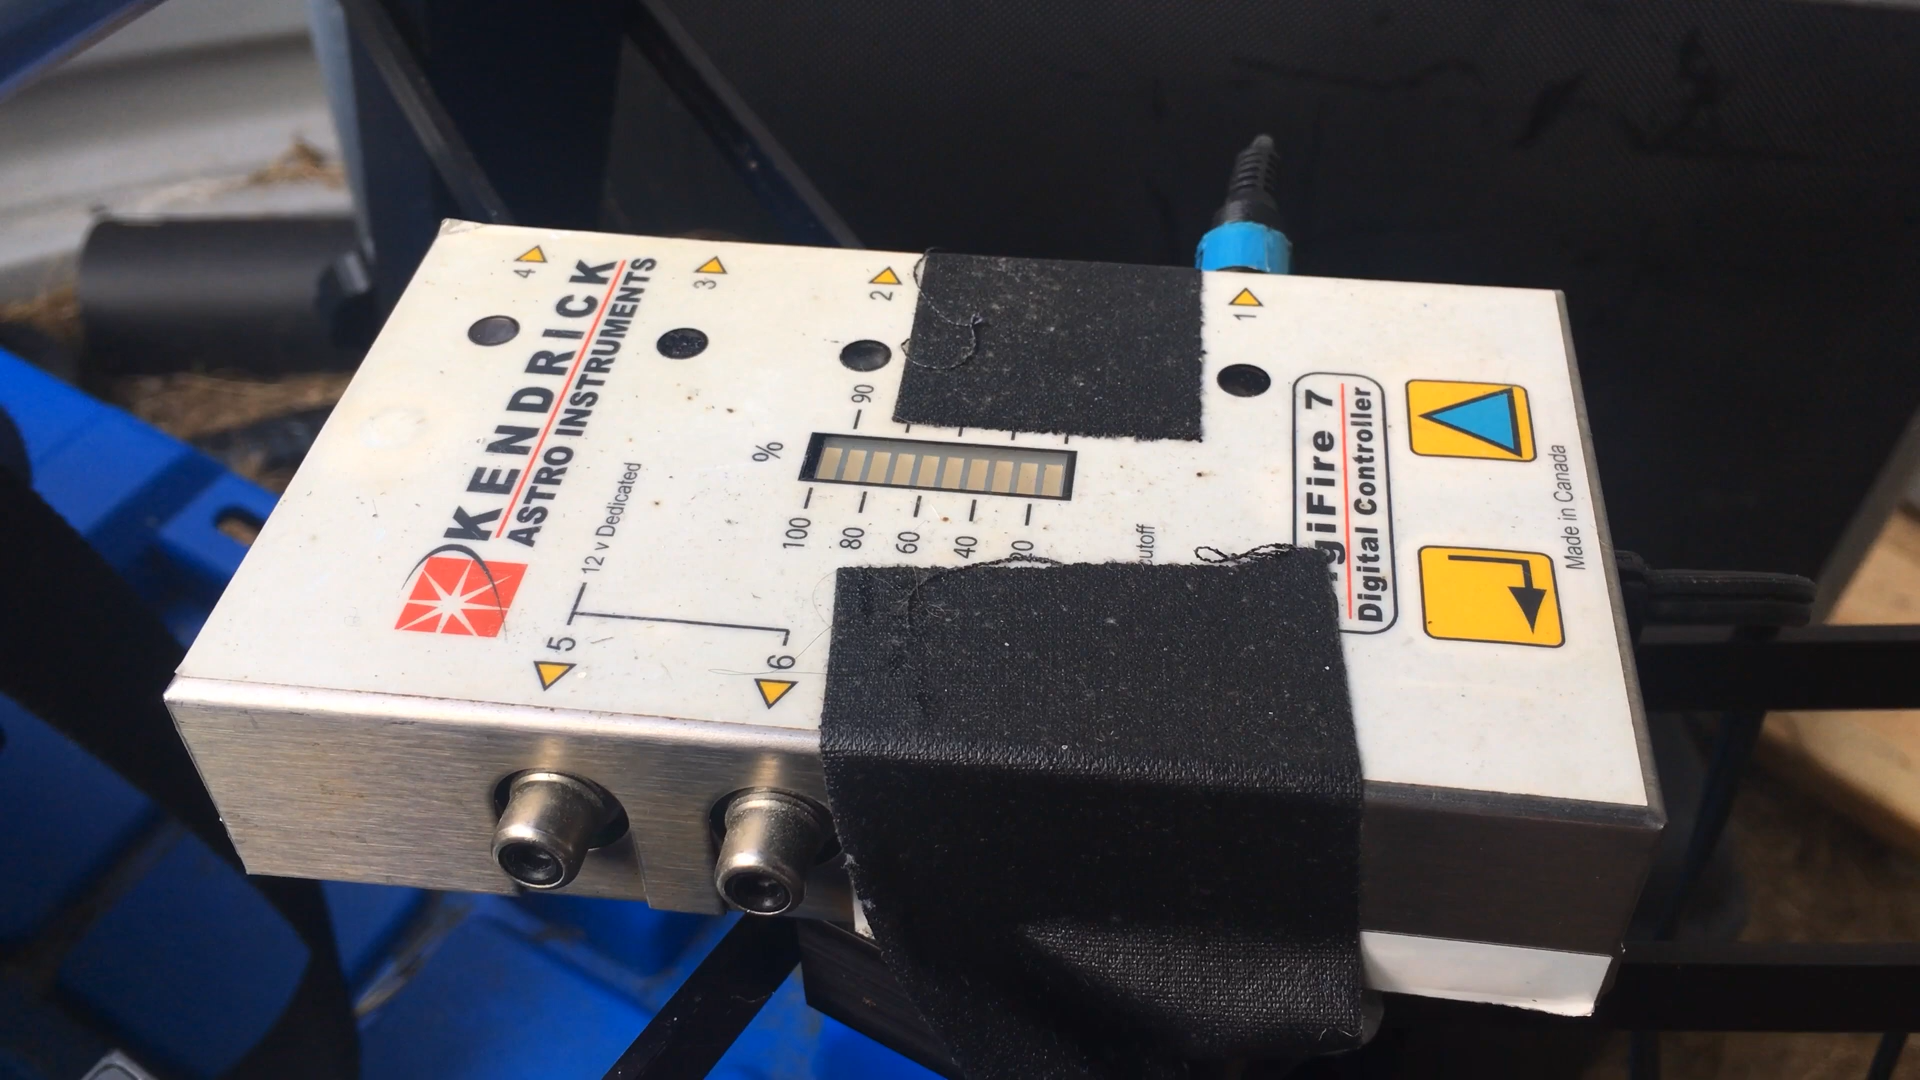 KENDRICK
ASTRO INSTRUMENTS
4
3
2
1
%
90
100
80
60
40
20
12 v Dedicated
5
6
utoff
giFire 7
Digital Controller
Made in Canada